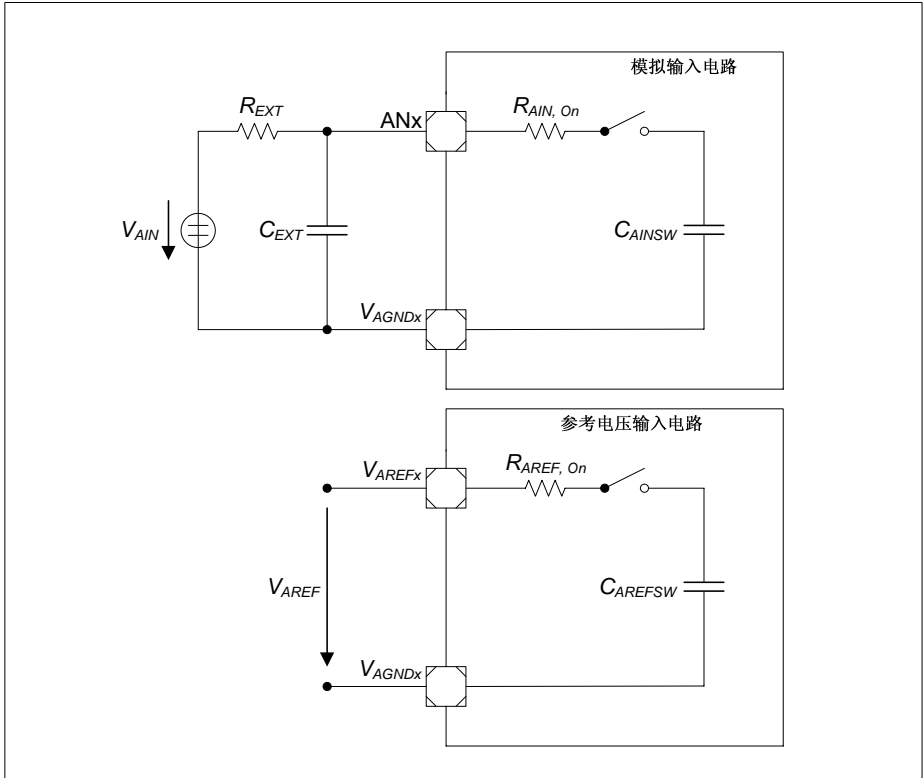 模拟输入电路
R_EXT
ANx
R_AIN, On
V_AIN
C_EXT
C_AINSW
V_AGNDx
参考电压输入电路
V_AREFx
R_AREF, On
V_AREF
C_AREFSW
V_AGNDx